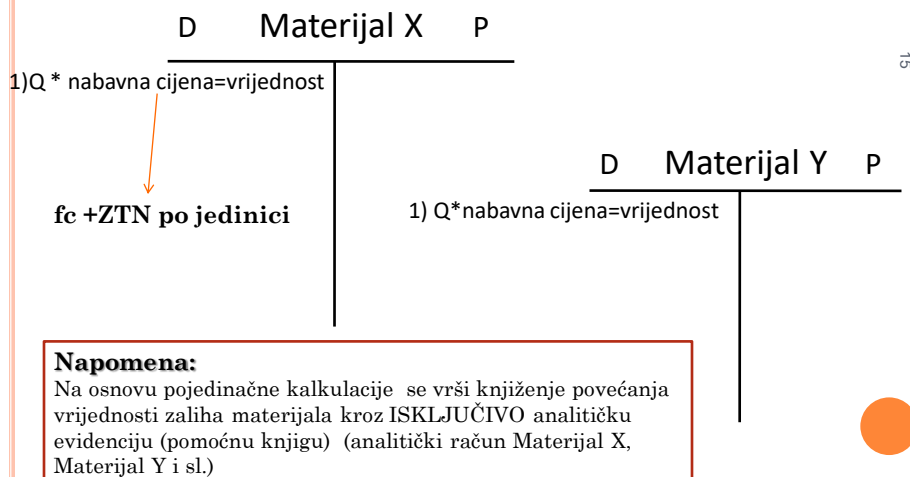 D Materijal X P
15
1)Q * nabavna cijena=vrijednost
D Materijal Y P
fc +ZTN po jedinici
1) Q*nabavna cijena=vrijednost
Napomena:
Na osnovu pojedinačne kalkulacije se vrši knjiženje povećanja
vrijednosti zaliha materijala kroz ISKLJUČIVO analitičku
evidenciju (pomoćnu knjigu) (analitički račun Materijal X,
Materijal Y i sl.)